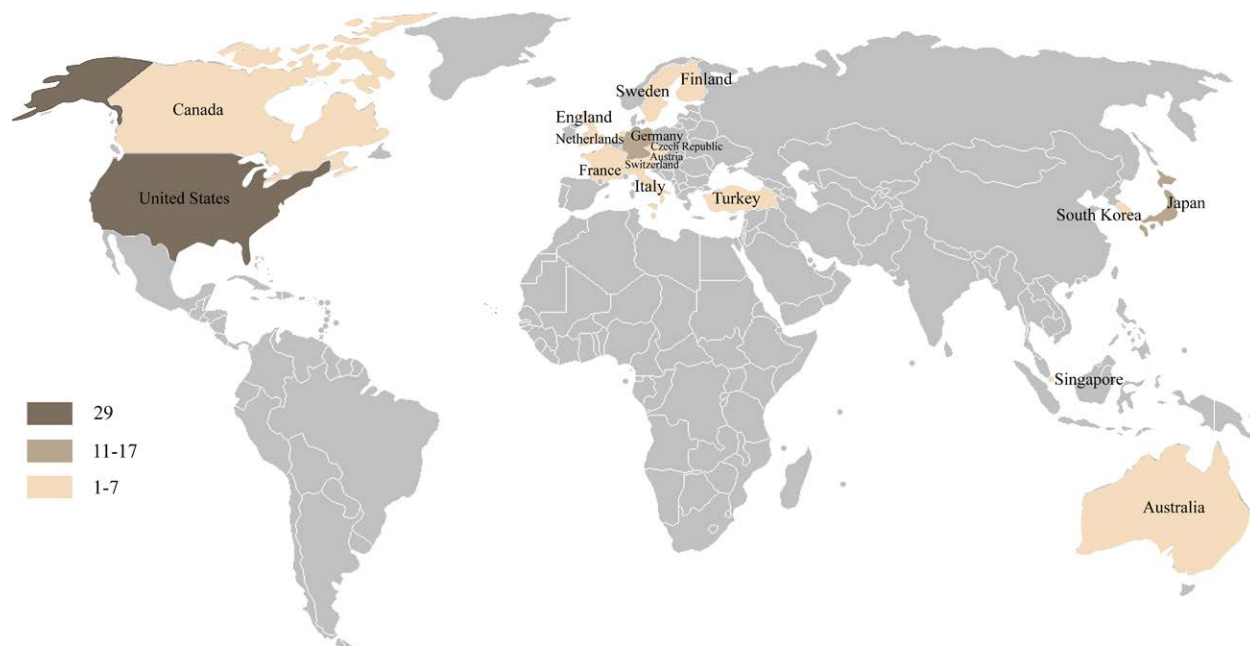 Finland
Sweden
Canada
England
Netherlands
Germany
Czech Republic
Austria
Switzerland
France
Italy
United States
Turkey
South Korea
Japan
Singapore
29
11-17
1-7
Australia